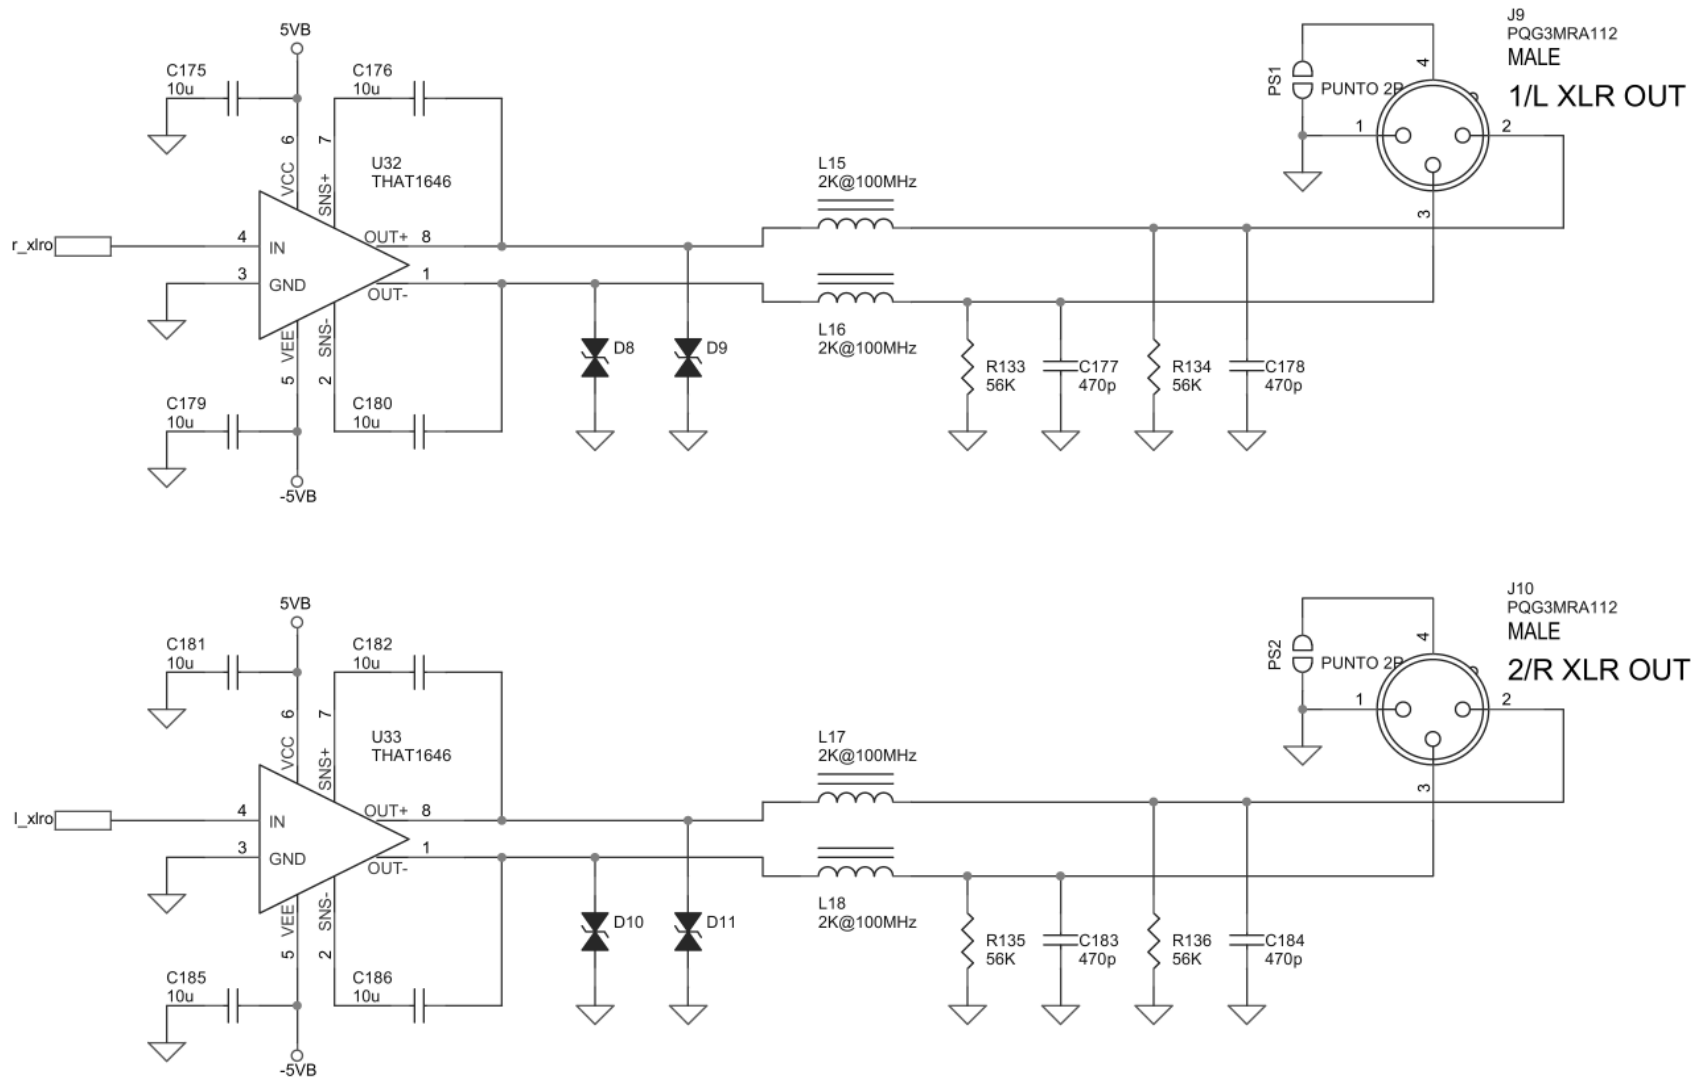 5VB
C175
10u
C176
10u
6
7
VCC
SNS+
U32
THAT1646
r_xlro
4
IN
3
GND
OUT+
8
1
OUT-
VEE
SNS-
5
2
C179
10u
C180
10u
-5VB
D8
D9
L15
2K@100MHz
L16
2K@100MHz
R133
56K
C177
470p
R134
56K
C178
470p
PS1
PUNTO 2P
4
1
2
3
J9
PQG3MRA112
MALE
1/L XLR OUT
5VB
C181
10u
C182
10u
6
7
VCC
SNS+
U33
THAT1646
l_xlro
4
IN
3
GND
OUT+
8
1
OUT-
VEE
SNS-
5
2
C185
10u
C186
10u
-5VB
D10
D11
L17
2K@100MHz
L18
2K@100MHz
R135
56K
C183
470p
R136
56K
C184
470p
PS2
PUNTO 2P
4
1
2
3
J10
PQG3MRA112
MALE
2/R XLR OUT